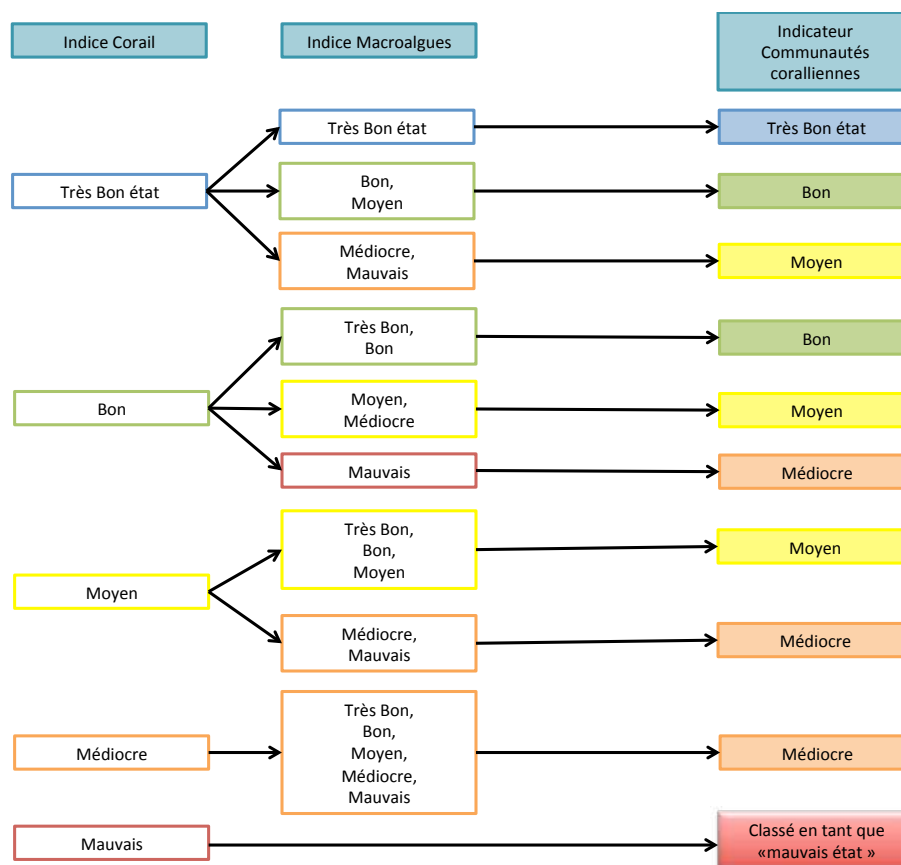 Indice Corail
Indice Macroalgues
Indicateur
Communautés
coralliennes
Très Bon état
Très Bon état
Très Bon état
Bon,
Moyen
Bon
Médiocre,
Mauvais
Moyen
Bon
Très Bon,
Bon
Bon
Moyen,
Médiocre
Moyen
Mauvais
Médiocre
Moyen
Très Bon,
Bon,
Moyen
Moyen
Médiocre,
Mauvais
Médiocre
Médiocre
Très Bon,
Bon,
Moyen,
Médiocre,
Mauvais
Médiocre
Mauvais
Classé en tant que
«mauvais état »